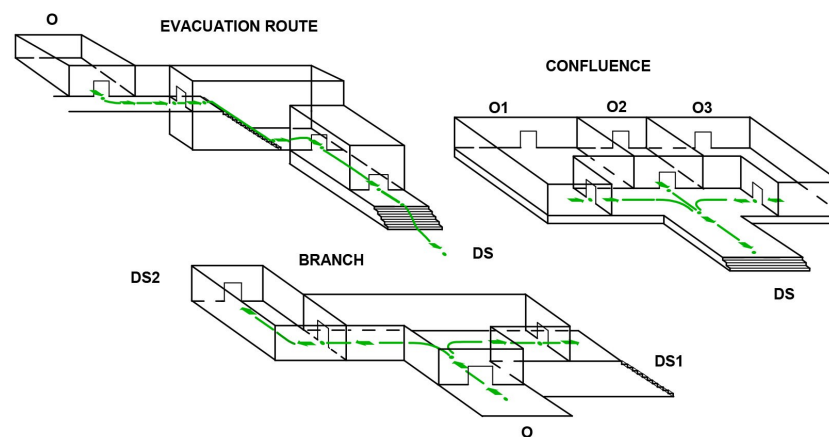 O
EVACUATION ROUTE
DS
CONFLUENCE
O1
O2
O3
DS
BRANCH
DS2
DS1
O